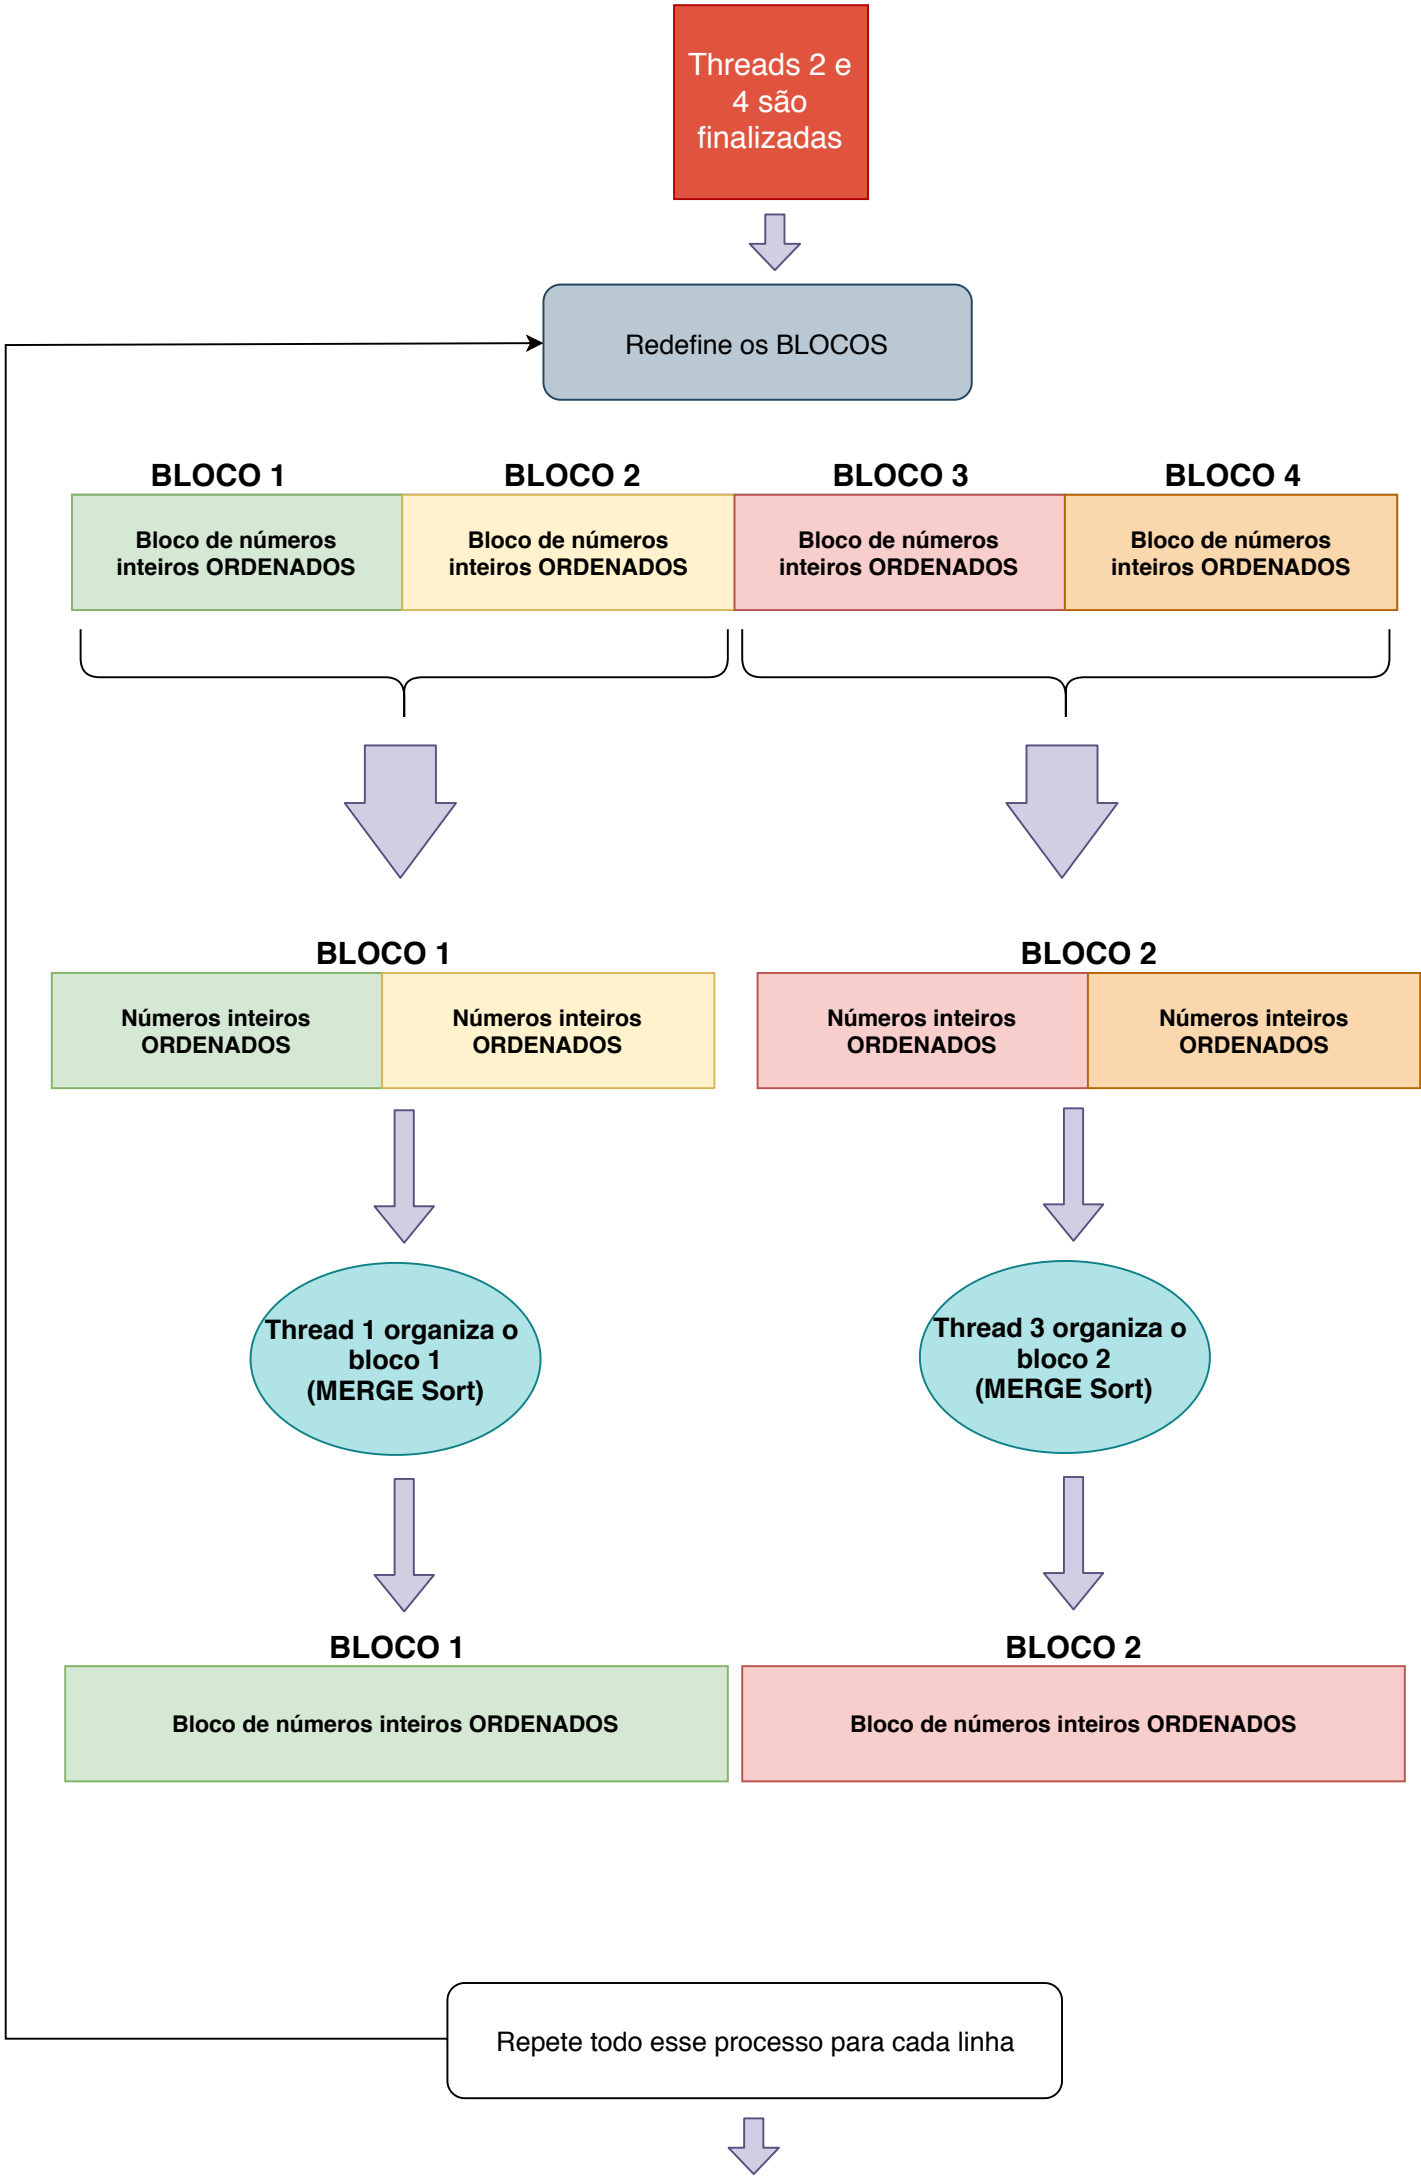 Threads 2 e
4 são
finalizadas
Redefine os BLOCOS
BLOCO 1
BLOCO 2
BLOCO 3
BLOCO 4
Bloco de números
inteiros ORDENADOS
Bloco de números
inteiros ORDENADOS
Bloco de números
inteiros ORDENADOS
Bloco de números
inteiros ORDENADOS
BLOCO 1
BLOCO 2
Números inteiros
ORDENADOS
Números inteiros
ORDENADOS
Números inteiros
ORDENADOS
Números inteiros
ORDENADOS
Thread 1 organiza o
bloco 1
(MERGE Sort)
Thread 3 organiza o
bloco 2
(MERGE Sort)
BLOCO 1
BLOCO 2
Bloco de números inteiros ORDENADOS
Bloco de números inteiros ORDENADOS
Repete todo esse processo para cada linha